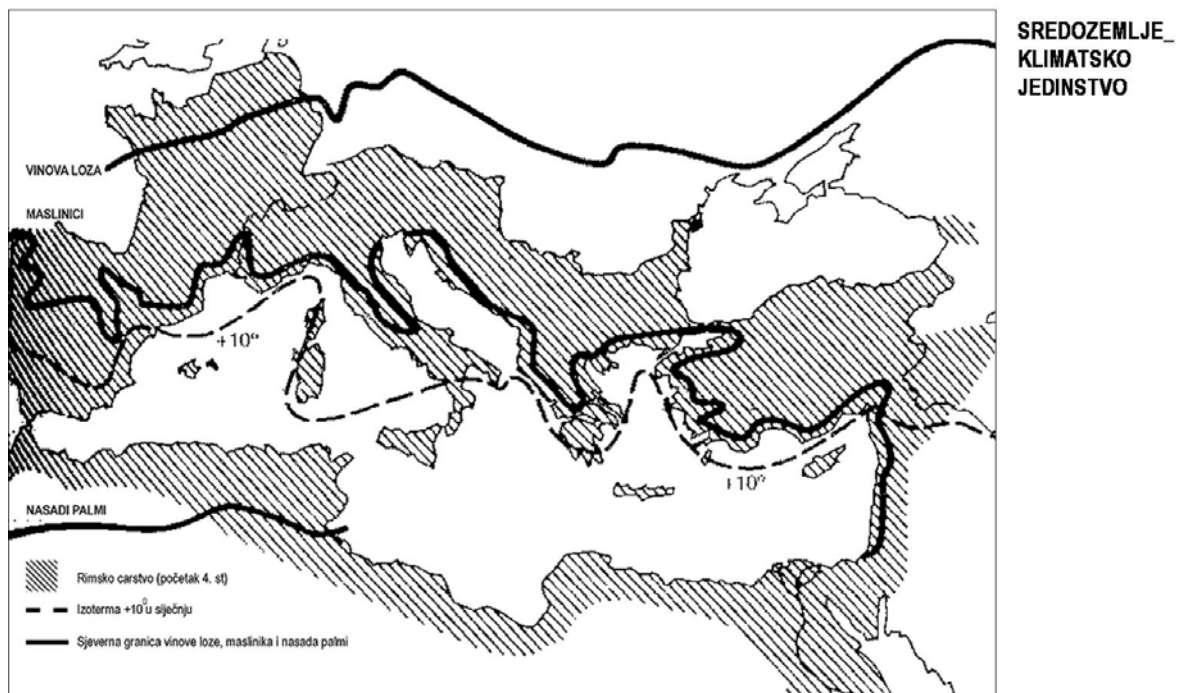 SREDOZEMLJE_
KLIMATSKO
JEDINSTVO
VINOVA LOZA
MASLINICI
+10°
+10°
NASADI PALMI
Rimsko carstvo (početak 4. st)
Izoterma +10°u siječnju
Sjeverna granica vinove loze, maslinika i nasada palmi